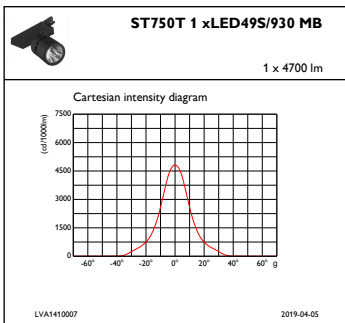 ST750T 1 xLED49S/930 MB
1 x 4700 lm
Cartesian intensity diagram
(cd/1000lm)
7500
6000
4500
3000
1500
0
-60° -40° -20° 0° 20° 40° 60° g
LVA1410007 2019-04-05